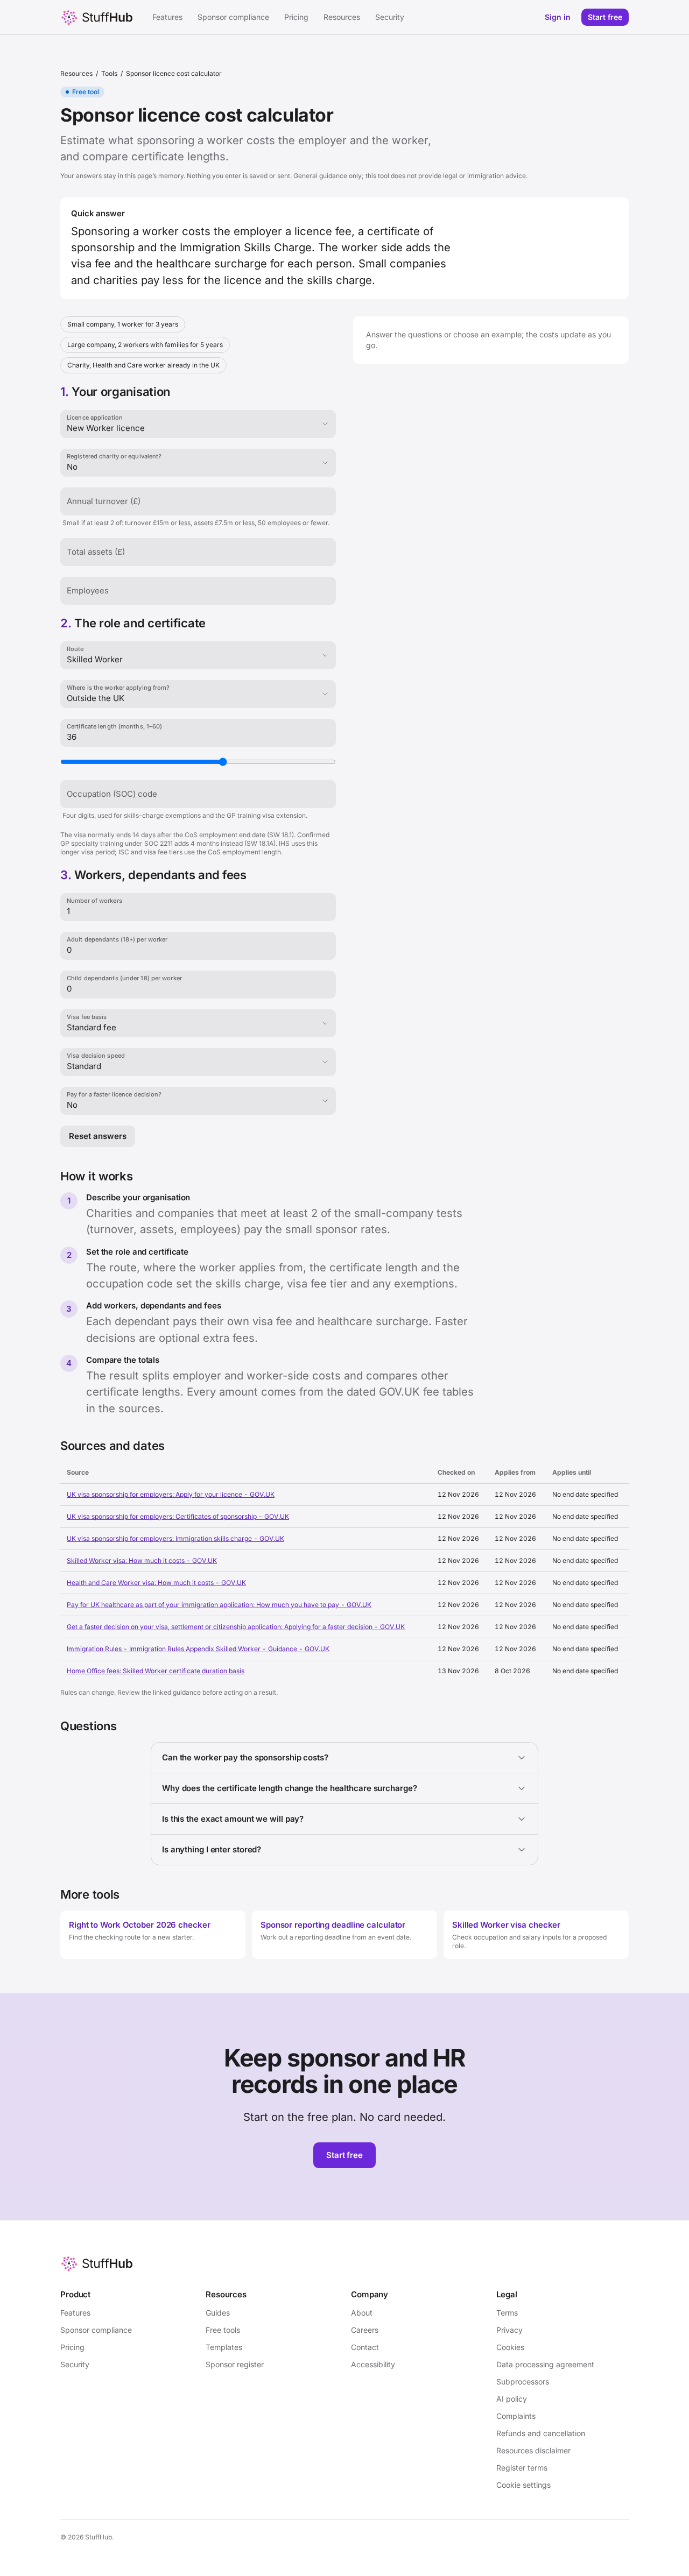 StuffHub
Features
Sponsor compliance
Pricing
Resources
Security
Sign in
Start free
Resources / Tools / Sponsor licence cost calculator
Free tool
Sponsor licence cost calculator
Estimate what sponsoring a worker costs the employer and the worker,
and compare certificate lengths.
Your answers stay in this page's memory. Nothing you enter is saved or sent. General guidance only; this tool does not provide legal or immigration advice.
Quick answer
Sponsoring a worker costs the employer a licence fee, a certificate of
sponsorship and the Immigration Skills Charge. The worker side adds the
visa fee and the healthcare surcharge for each person. Small companies
and charities pay less for the licence and the skills charge.
Small company, 1 worker for 3 years
Large company, 2 workers with families for 5 years
Charity, Health and Care worker already in the UK
Answer the questions or choose an example; the costs update as you
go.
1. Your organisation
Licence application
New Worker licence
Registered charity or equivalent?
No
Annual turnover (£)
Small if at least 2 of: turnover £15m or less, assets £7.5m or less, 50 employees or fewer.
Total assets (£)
Employees
2. The role and certificate
Route
Skilled Worker
Where is the worker applying from?
Outside the UK
Certificate length (months, 1–60)
36
Occupation (SOC) code
Four digits, used for skills-charge exemptions and the GP training visa extension.
The visa normally ends 14 days after the CoS employment end date (SW 18.1). Confirmed
GP specialty training under SOC 2211 adds 4 months instead (SW 18.1A). IHS uses this
longer visa period; ISC and visa fee tiers use the CoS employment length.
3. Workers, dependants and fees
Number of workers
1
Adult dependants (18+) per worker
0
Child dependants (under 18) per worker
0
Visa fee basis
Standard fee
Visa decision speed
Standard
Pay for a faster licence decision?
No
Reset answers
How it works
1
Describe your organisation
Charities and companies that meet at least 2 of the small-company tests
(turnover, assets, employees) pay the small sponsor rates.
2
Set the role and certificate
The route, where the worker applies from, the certificate length and the
occupation code set the skills charge, visa fee tier and any exemptions.
3
Add workers, dependants and fees
Each dependant pays their own visa fee and healthcare surcharge. Faster
decisions are optional extra fees.
4
Compare the totals
The result splits employer and worker-side costs and compares other
certificate lengths. Every amount comes from the dated GOV.UK fee tables
in the sources.
Sources and dates
Source Checked on Applies from Applies until
UK visa sponsorship for employers: Apply for your licence - GOV.UK 12 Nov 2026 12 Nov 2026 No end date specified
UK visa sponsorship for employers: Certificates of sponsorship - GOV.UK 12 Nov 2026 12 Nov 2026 No end date specified
UK visa sponsorship for employers: Immigration skills charge - GOV.UK 12 Nov 2026 12 Nov 2026 No end date specified
Skilled Worker visa: How much it costs - GOV.UK 12 Nov 2026 12 Nov 2026 No end date specified
Health and Care Worker visa: How much it costs - GOV.UK 12 Nov 2026 12 Nov 2026 No end date specified
Pay for UK healthcare as part of your immigration application: How much you have to pay - GOV.UK 12 Nov 2026 12 Nov 2026 No end date specified
Get a faster decision on your visa, settlement or citizenship application: Applying for a faster decision - GOV.UK 12 Nov 2026 12 Nov 2026 No end date specified
Immigration Rules - Immigration Rules Appendix Skilled Worker - Guidance - GOV.UK 12 Nov 2026 12 Nov 2026 No end date specified
Home Office fees: Skilled Worker certificate duration basis 13 Nov 2026 8 Oct 2026 No end date specified
Rules can change. Review the linked guidance before acting on a result.
Questions
Can the worker pay the sponsorship costs?
Why does the certificate length change the healthcare surcharge?
Is this the exact amount we will pay?
Is anything I enter stored?
More tools
Right to Work October 2026 checker
Find the checking route for a new starter.
Sponsor reporting deadline calculator
Work out a reporting deadline from an event date.
Skilled Worker visa checker
Check occupation and salary inputs for a proposed
role.
Keep sponsor and HR
records in one place
Start on the free plan. No card needed.
Start free
StuffHub
Product
Features
Sponsor compliance
Pricing
Security
Resources
Guides
Free tools
Templates
Sponsor register
Company
About
Careers
Contact
Accessibility
Legal
Terms
Privacy
Cookies
Data processing agreement
Subprocessors
AI policy
Complaints
Refunds and cancellation
Resources disclaimer
Register terms
Cookie settings
© 2026 StuffHub.